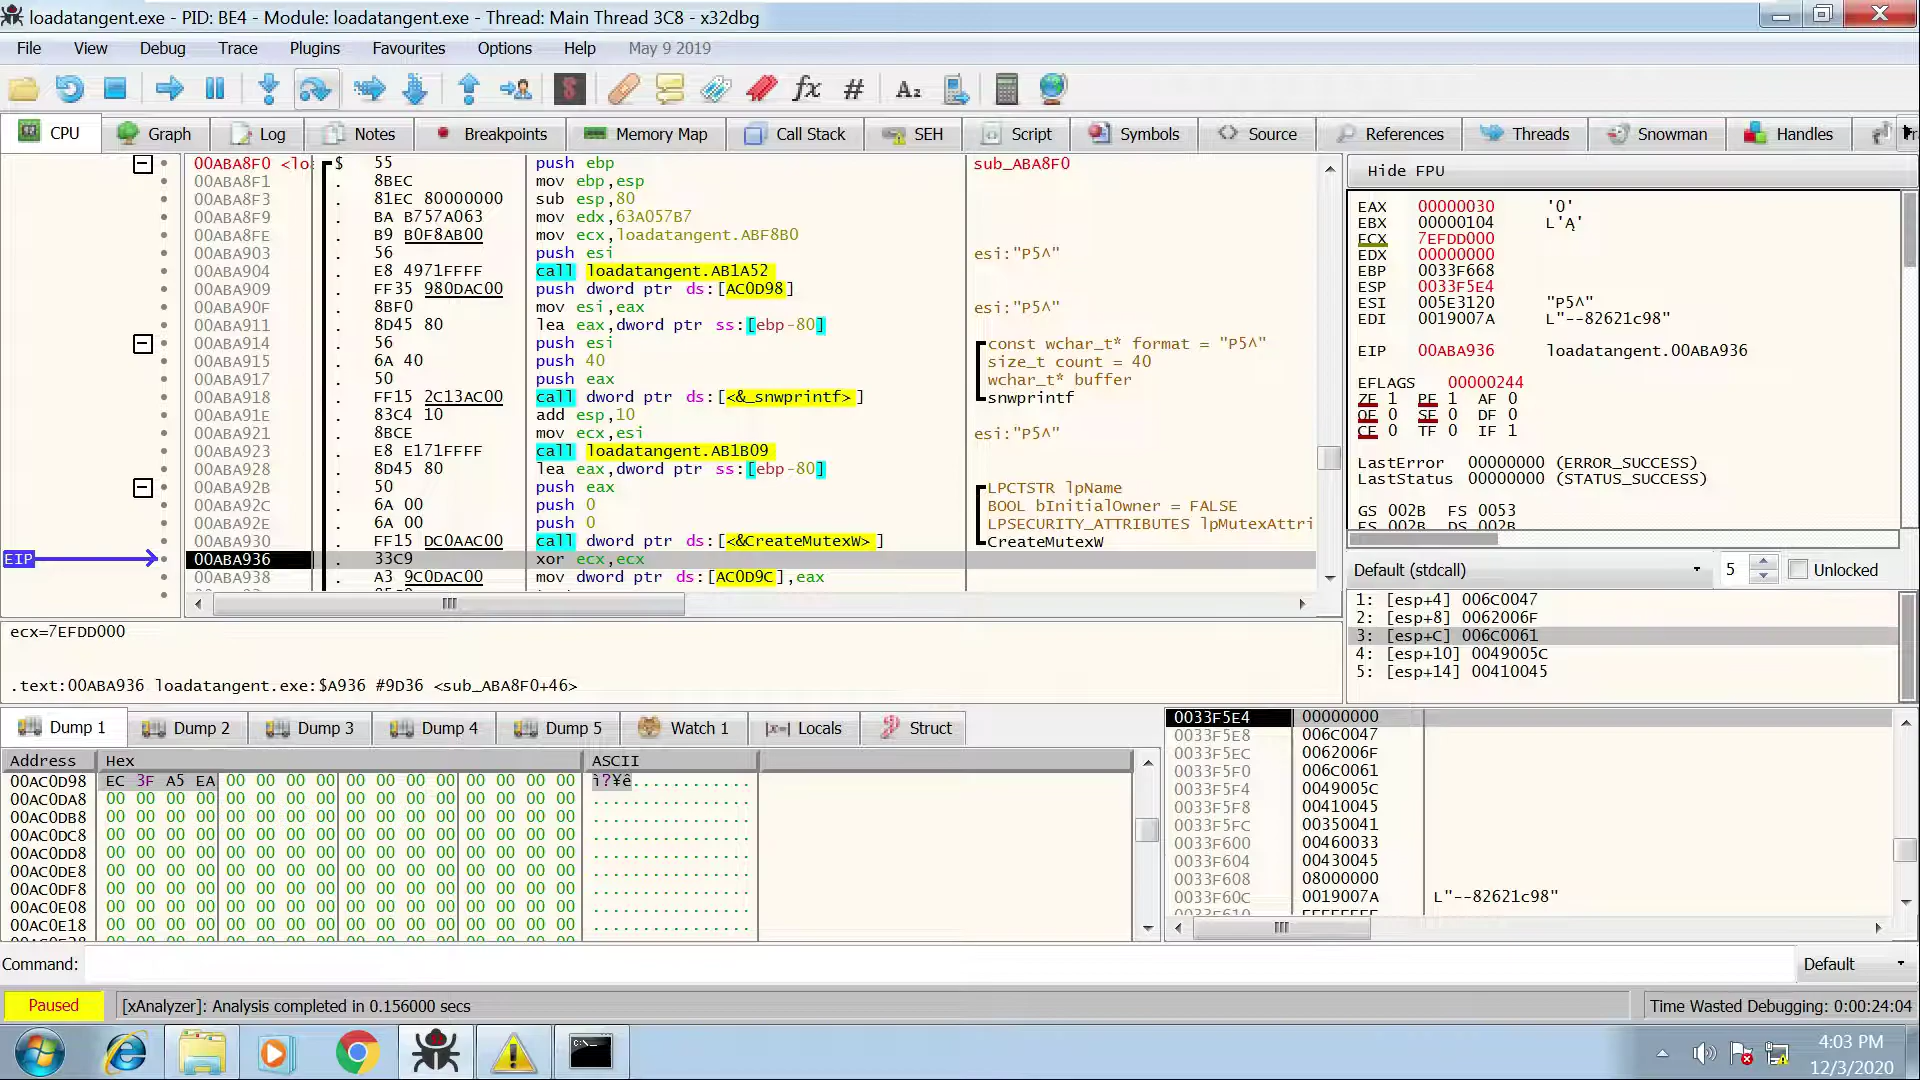 loadatangent.exe - PID: BE4 - Module: loadatangent.exe - Thread: Main Thread 3C8 - x32dbg
File View Debug Trace Plugins Favourites Options Help May 9 2019
CPU Graph Log Notes Breakpoints Memory Map Call Stack SEH Script Symbols Source References Threads Snowman Handles
00ABA8F0 <lo $ 55 push ebp sub_ABA8F0
00ABA8F1 . 8BEC mov ebp,esp
00ABA8F3 . 81EC 80000000 sub esp,80
00ABA8F9 . BA B757A063 mov edx,63A057B7
00ABA8FE . B9 B0F8AB00 mov ecx,loadatangent.ABF8B0
00ABA903 . 56 push esi esi:"P5^"
00ABA904 . E8 4971FFFF call loadatangent.AB1A52
00ABA909 . FF35 980DAC00 push dword ptr ds:[AC0D98]
00ABA90F . 8BF0 mov esi,eax esi:"P5^"
00ABA911 . 8D45 80 lea eax,dword ptr ss:[ebp-80]
00ABA914 . 56 push esi const wchar_t* format = "P5^"
00ABA915 . 6A 40 push 40 size_t count = 40
00ABA917 . 50 push eax wchar_t* buffer
00ABA918 . FF15 2C13AC00 call dword ptr ds:[<&_snwprintf>] snwprintf
00ABA91E . 83C4 10 add esp,10
00ABA921 . 8BCE mov ecx,esi esi:"P5^"
00ABA923 . E8 E171FFFF call loadatangent.AB1B09
00ABA928 . 8D45 80 lea eax,dword ptr ss:[ebp-80]
00ABA92B . 50 push eax LPCTSTR lpName
00ABA92C . 6A 00 push 0 BOOL bInitialOwner = FALSE
00ABA92E . 6A 00 push 0 LPSECURITY_ATTRIBUTES lpMutexAttri
00ABA930 . FF15 DC0AAC00 call dword ptr ds:[<&CreateMutexW>] CreateMutexW
EIP 00ABA936 . 33C9 xor ecx,ecx
00ABA938 . A3 9C0DAC00 mov dword ptr ds:[AC0D9C],eax
Hide FPU
EAX 00000030 '0'
EBX 00000104 L'Ą'
ECX 7EFDD000
EDX 00000000
EBP 0033F668
ESP 0033F5E4
ESI 005E3120 "P5^"
EDI 0019007A L"--82621c98"
EIP 00ABA936 loadatangent.00ABA936
EFLAGS 00000244
ZF 1 PF 1 AF 0
OF 0 SF 0 DF 0
CF 0 TF 0 IF 1
LastError 00000000 (ERROR_SUCCESS)
LastStatus 00000000 (STATUS_SUCCESS)
GS 002B FS 0053
ES 002B DS 002B
Default (stdcall) 5 Unlocked
1: [esp+4] 006C0047
2: [esp+8] 0062006F
3: [esp+C] 006C0061
4: [esp+10] 0049005C
5: [esp+14] 00410045
ecx=7EFDD000
.text:00ABA936 loadatangent.exe:$A936 #9D36 <sub_ABA8F0+46>
Dump 1 Dump 2 Dump 3 Dump 4 Dump 5 Watch 1 Locals Struct
Address Hex ASCII
00AC0D98 EC 3F A5 EA 00 00 00 00 00 00 00 00 00 00 00 00 ì?¥ê............
00AC0DA8 00 00 00 00 00 00 00 00 00 00 00 00 00 00 00 00 ................
00AC0DB8 00 00 00 00 00 00 00 00 00 00 00 00 00 00 00 00 ................
00AC0DC8 00 00 00 00 00 00 00 00 00 00 00 00 00 00 00 00 ................
00AC0DD8 00 00 00 00 00 00 00 00 00 00 00 00 00 00 00 00 ................
00AC0DE8 00 00 00 00 00 00 00 00 00 00 00 00 00 00 00 00 ................
00AC0DF8 00 00 00 00 00 00 00 00 00 00 00 00 00 00 00 00 ................
00AC0E08 00 00 00 00 00 00 00 00 00 00 00 00 00 00 00 00 ................
00AC0E18 00 00 00 00 00 00 00 00 00 00 00 00 00 00 00 00 ................
0033F5E4 00000000
0033F5E8 006C0047
0033F5EC 0062006F
0033F5F0 006C0061
0033F5F4 0049005C
0033F5F8 00410045
0033F5FC 00350041
0033F600 00460033
0033F604 00430045
0033F608 08000000
0033F60C 0019007A L"--82621c98"
Command: Default
Paused [xAnalyzer]: Analysis completed in 0.156000 secs Time Wasted Debugging: 0:00:24:04
4:03 PM
12/3/2020